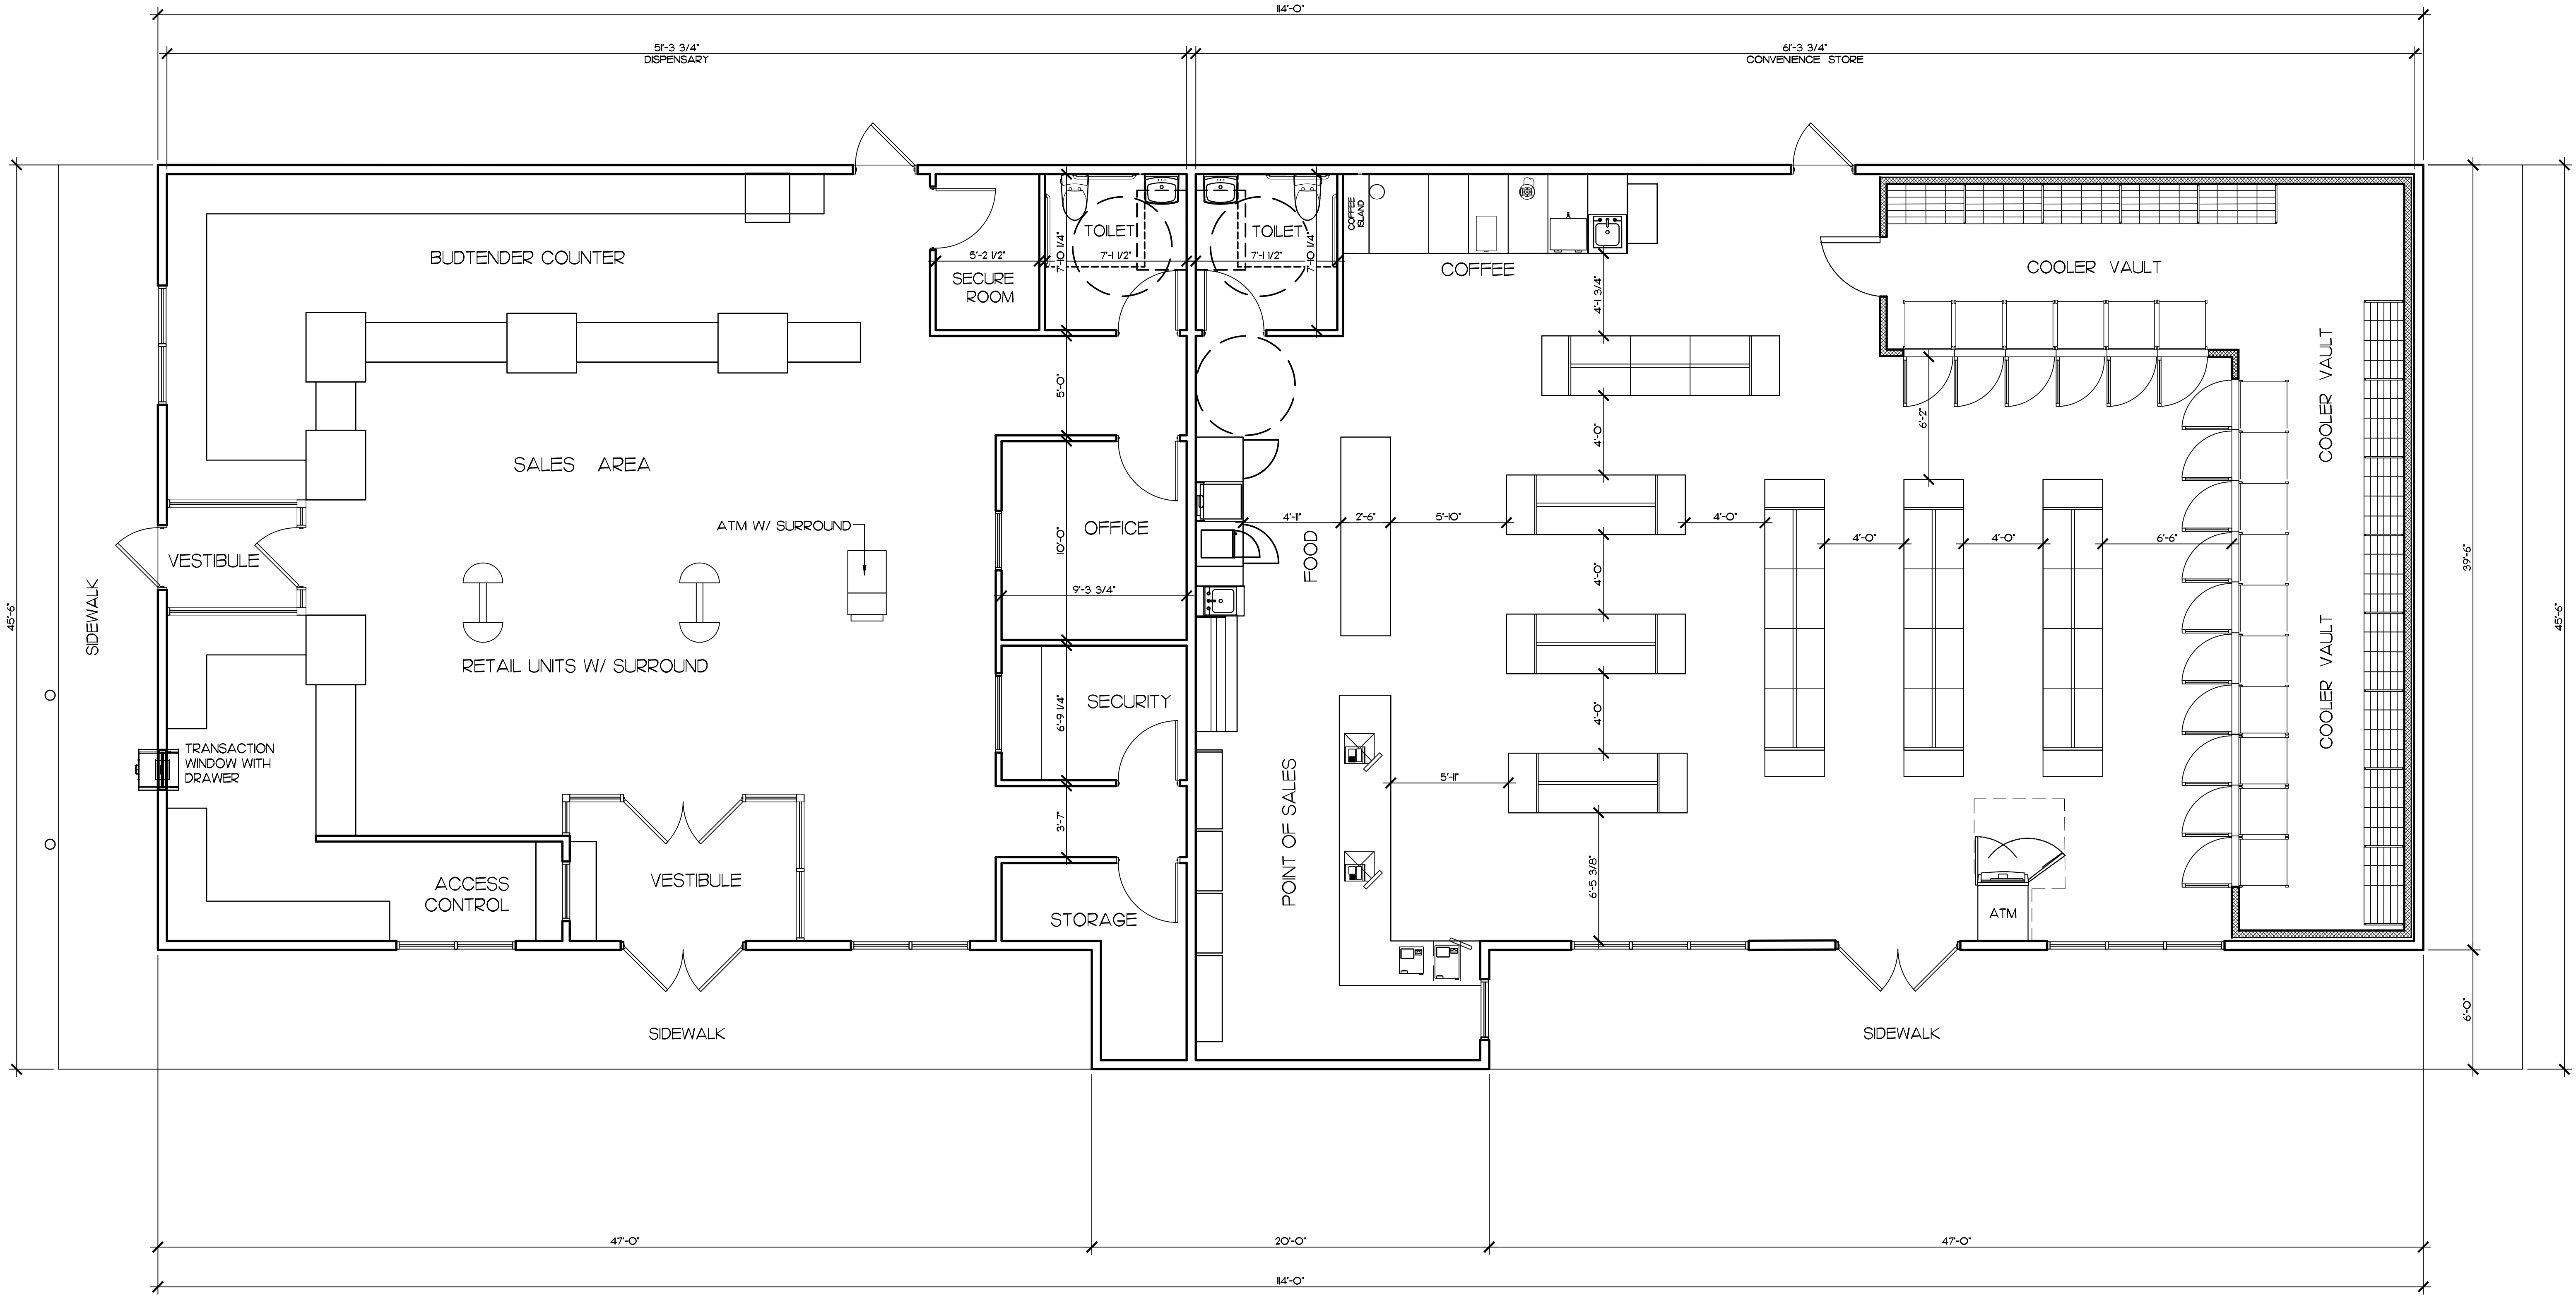 114'-0"
51'-3 3/4"
DISPENSARY
61'-3 3/4"
CONVENIENCE STORE
BUDTENDER COUNTER
5'-2 1/2"
SECURE
ROOM
TOILET
7'-10 1/4"
7'-1 1/2"
TOILET
7'-1 1/2"
7'-10 1/4"
COFFEE
ISLAND
COFFEE
4'-1 3/4"
COOLER VAULT
COOLER VAULT
5'-0"
4'-0"
6'-2"
SALES AREA
ATM W/ SURROUND
OFFICE
10'-0"
9'-3 3/4"
4'-11"
2'-6"
5'-10"
4'-0"
FOOD
4'-0"
4'-0"
4'-0"
6'-6"
39'-6"
45'-6"
45'-6"
SIDEWALK
VESTIBULE
RETAIL UNITS W/ SURROUND
SECURITY
6'-9 1/4"
4'-0"
COOLER VAULT
TRANSACTION
WINDOW WITH
DRAWER
5'-11"
3'-7"
POINT OF SALES
6'-5 3/8"
ACCESS
CONTROL
VESTIBULE
STORAGE
ATM
6'-0"
SIDEWALK
SIDEWALK
47'-0"
20'-0"
47'-0"
114'-0"